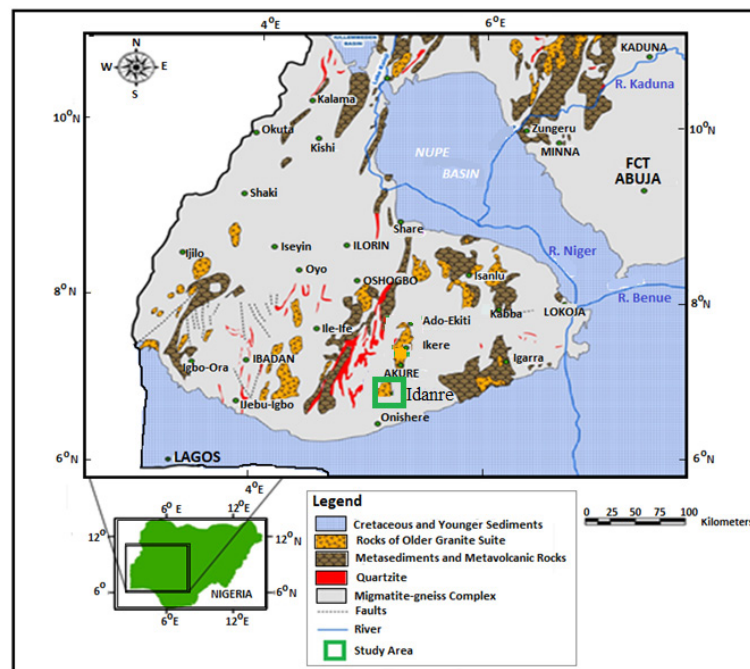 4°E
6°E
N
W E
S
10°N
10°N
8°N
8°N
6°N
6°N
KADUNA
R. Kaduna
Kalama
Okuta
Kishi
Zungeru
MINNA
NUPE
BASIN
FCT
ABUJA
Shaki
Share
Ijilo
Iseyin
ILORIN
R. Niger
Oyo
OSHOGBO
Isanlu
R. Benue
Kabba
LOKOJA
Ado-Ekiti
Ile-Ife
Ikere
IBADAN
Igbo-Ora
AKURE
Igarra
Idanre
IJebu-Igbo
Onishere
LAGOS
4°E
6°E
Legend
Cretaceous and Younger Sediments
Rocks of Older Granite Suite
Metasediments and Metavolcanic Rocks
Quartzite
Migmatite-gneiss Complex
Faults
River
Study Area
0 25 50 75 100
Kilometers
6°E 14°E
12°N
12°N
6°
6°N
NIGERIA
6°E 12°E 14°E